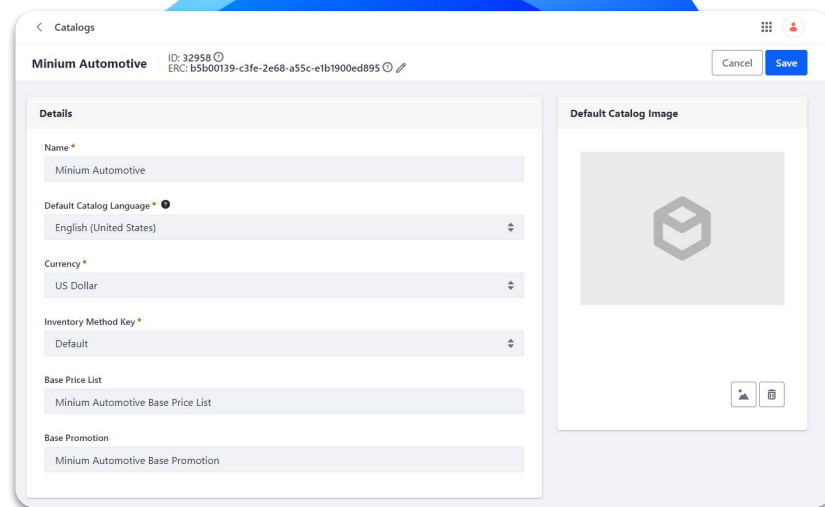 Catalogs
Minium Automotive
ID: 32958
ERC: b5b00139-c3fe-2e68-a55c-e1b1900ed895
Cancel
Save
Details
Name *
Minium Automotive
Default Catalog Language *
English (United States)
Currency *
US Dollar
Inventory Method Key *
Default
Base Price List
Minium Automotive Base Price List
Base Promotion
Minium Automotive Base Promotion
Default Catalog Image